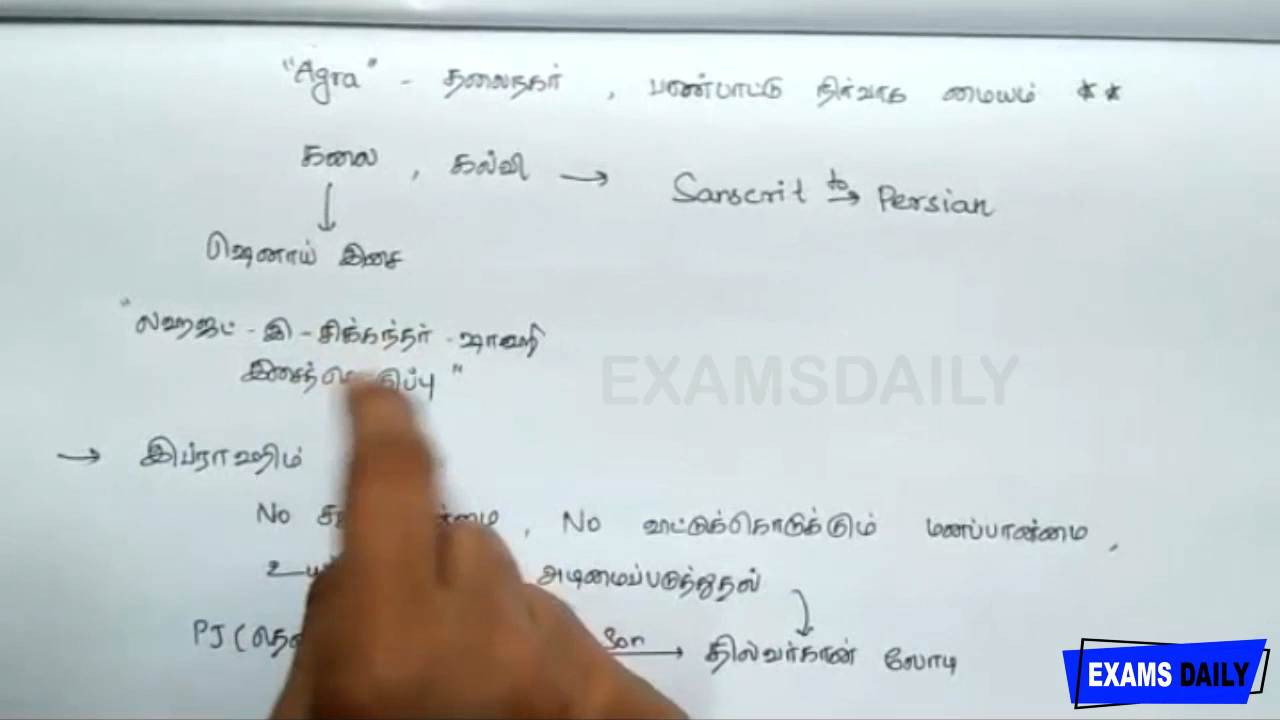 "Agra" - தலைநகர் , பண்பாட்டு நிர்வாக மையம் **
கலை , கல்வி → Sanscrit to → Persian
ஷெனாய் இசை
"லஹஜட் - இ - சிக்கந்தர் - ஷாஹி
EXAMSDAILY
→ இப்ராஹிம்
No , No விட்டுக்கொடுக்கும் மனப்பான்மை ,
அடிமைப்படுத்துதல்
PJ ( son → தில்வர்கான் லோடி
EXAMS DAILY